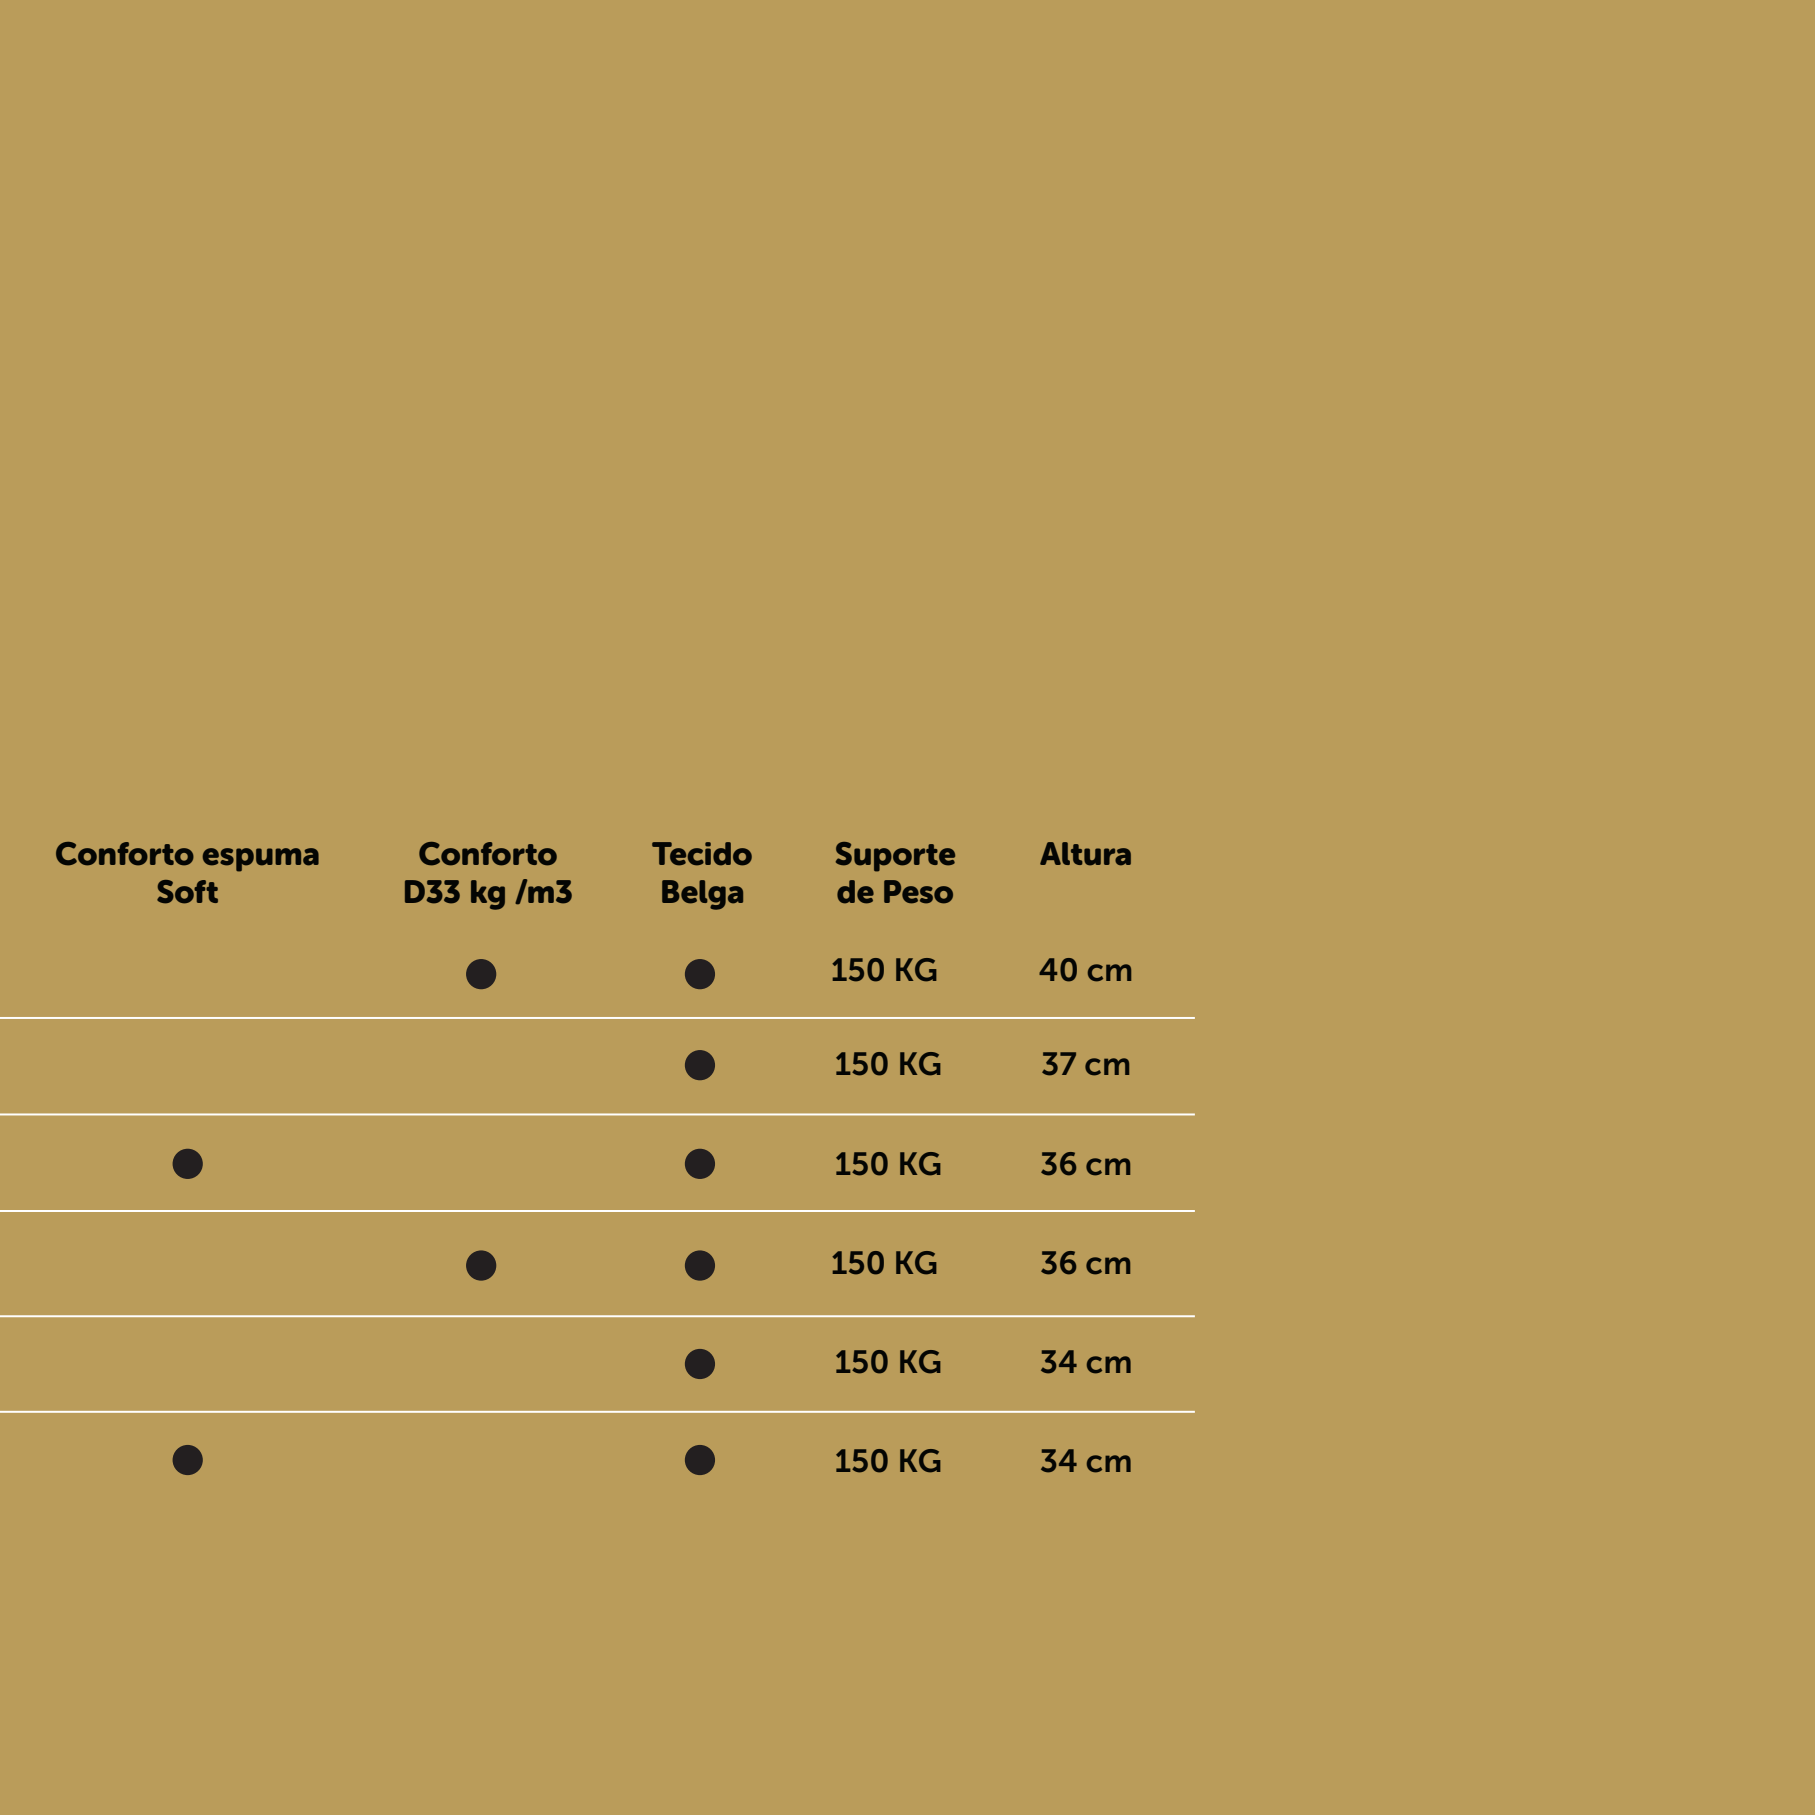 Conforto espuma Conforto Tecido Suporte Altura
Soft D33 kg /m3 Belga de Peso
● ● 150 KG 40 cm
● 150 KG 37 cm
● ● 150 KG 36 cm
● ● 150 KG 36 cm
● 150 KG 34 cm
● ● 150 KG 34 cm